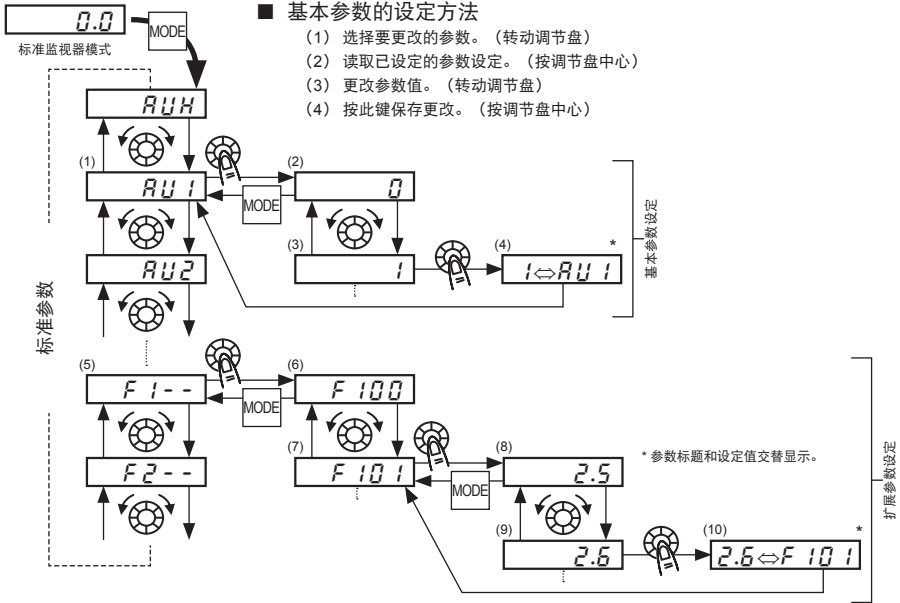 0.0
MODE
标准监视器模式
■ 基本参数的设定方法
（1） 选择要更改的参数。（转动调节盘）
（2） 读取已设定的参数设定。（按调节盘中心）
（3） 更改参数值。（转动调节盘）
（4） 按此键保存更改。（按调节盘中心）
AUH
(1)
AU1
MODE
(2)
0
(3)
1
(4)
*
1⇔AU1
基本参数设定
AU2
标准参数
(5)
F1--
MODE
(6)
F100
(7)
F101
MODE
(8)
2.5
* 参数标题和设定值交替显示。
F2--
(9)
2.6
(10)
*
2.6⇔F101
扩展参数设定